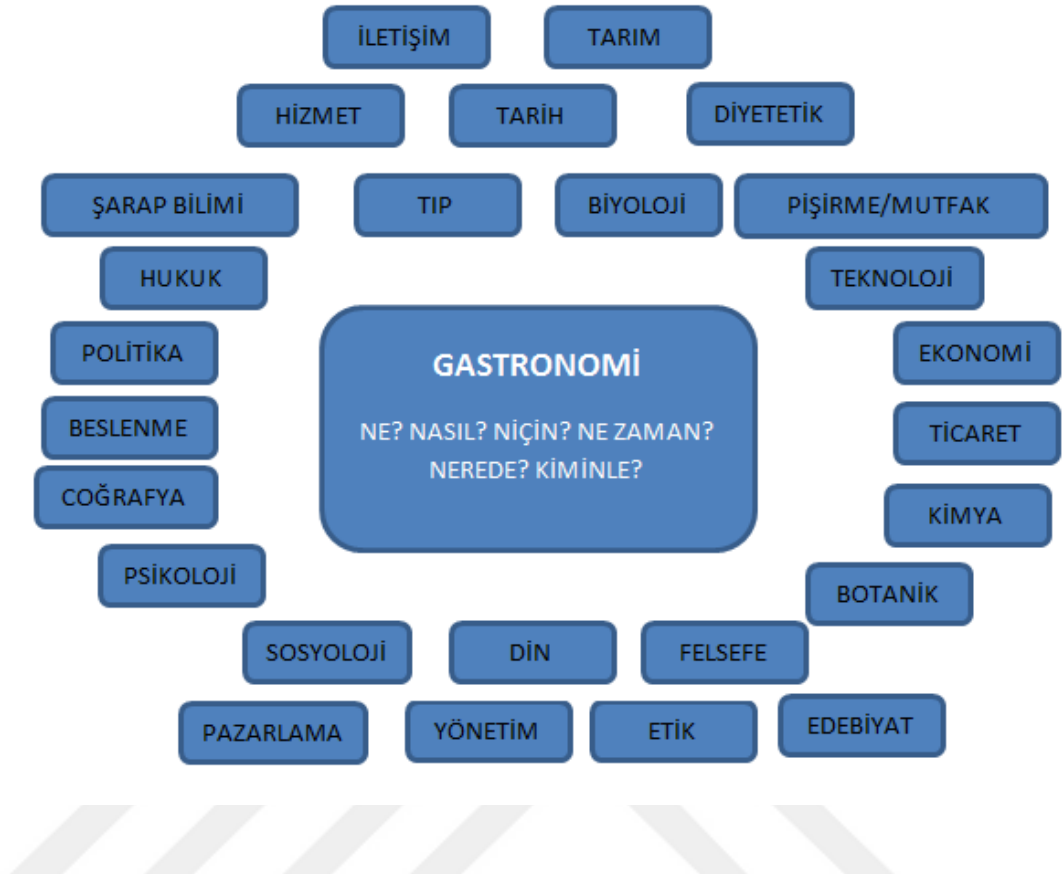 İLETİŞİM
TARIM
HİZMET
TARİH
DİYETETİK
ŞARAP BİLİMİ
TIP
BİYOLOJİ
PİŞİRME/MUTFAK
HUKUK
TEKNOLOJİ
POLİTİKA
GASTRONOMİ
EKONOMİ
BESLENME
NE? NASIL? NİÇİN? NE ZAMAN?
TİCARET
NEREDE? KİMİNLE?
COĞRAFYA
KİMYA
PSİKOLOJİ
BOTANİK
SOSYOLOJİ
DİN
FELSEFE
PAZARLAMA
YÖNETİM
ETİK
EDEBİYAT